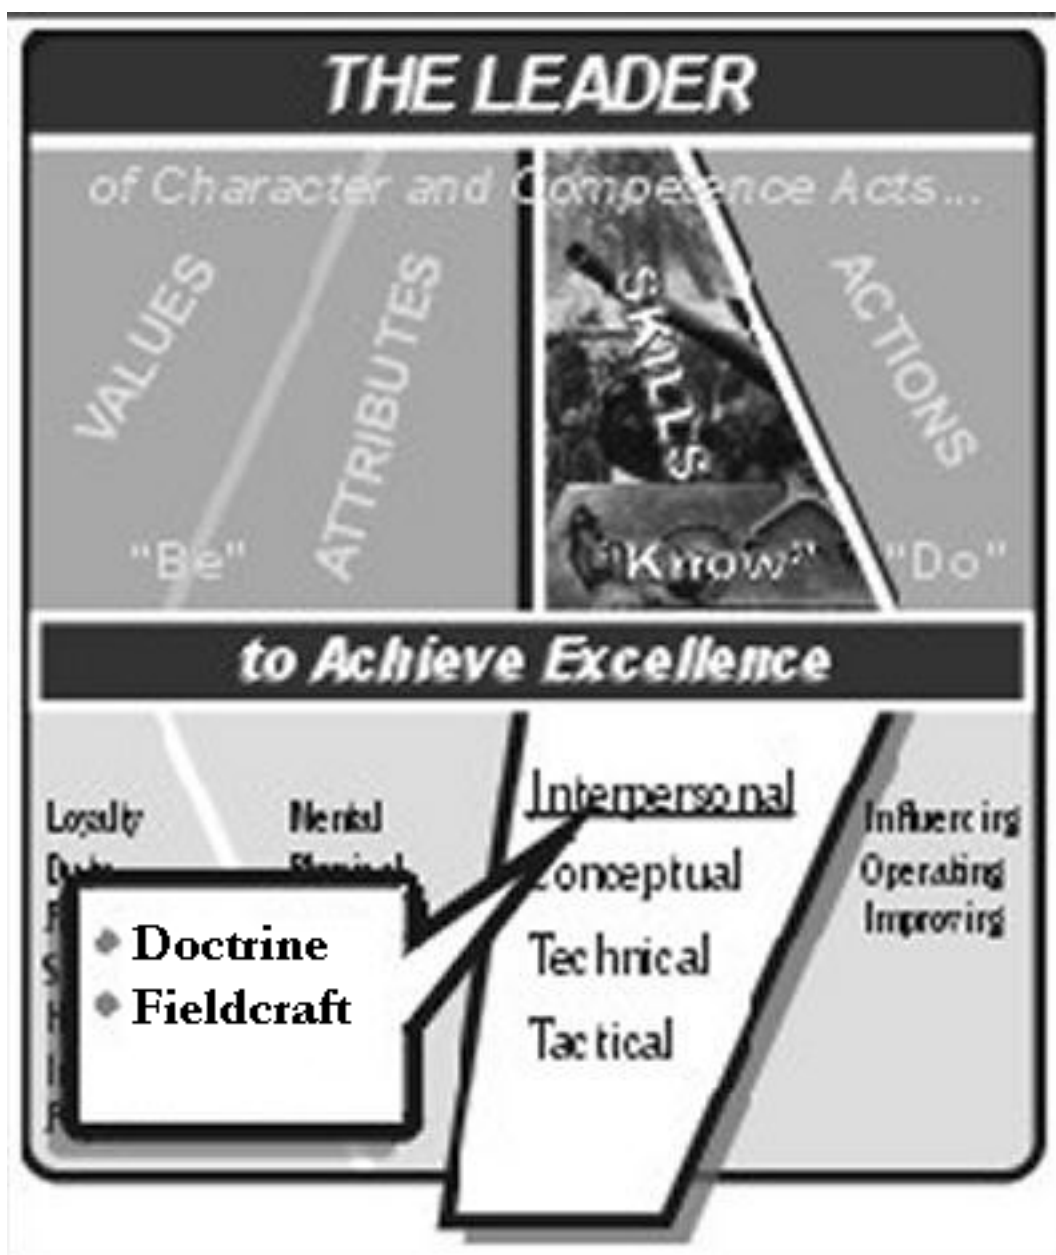 THE LEADER
of Character and Competence Acts...
VALUES
ATTRIBUTES
SKILLS
ACTIONS
"Be"
"Know"
"Do"
to Achieve Excellence
Loyalty
Mental
Interpersonal
Conceptual
Technical
Tactical
Influencing
Operating
Improving
Doctrine
Fieldcraft